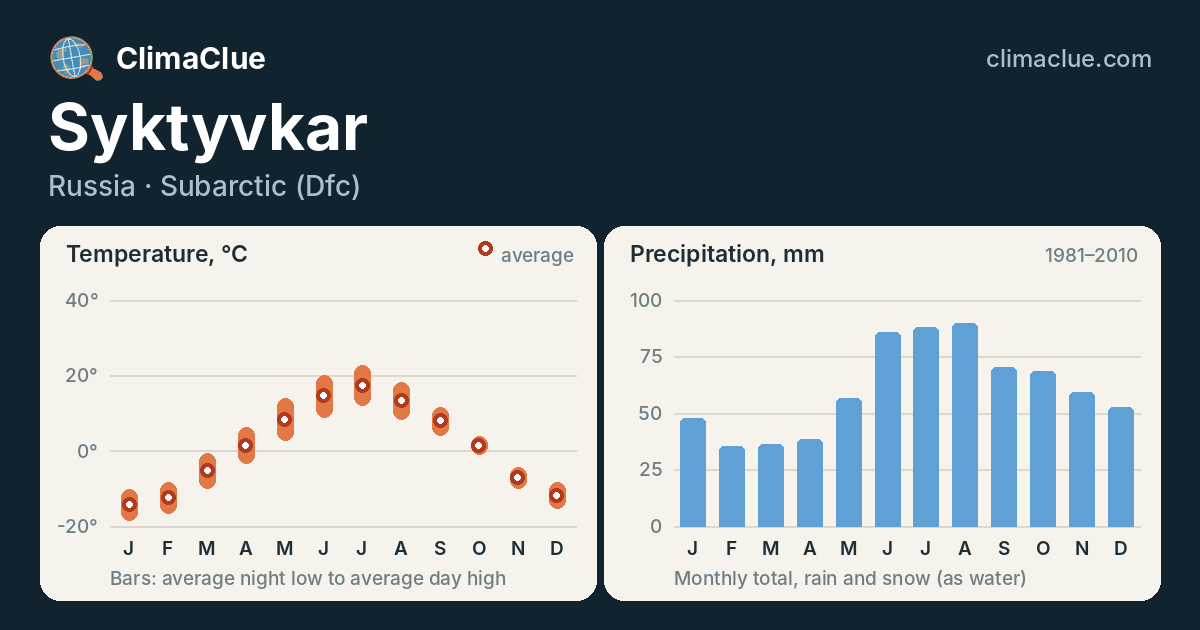 ClimaClue
climaclue.com
Syktyvkar
Russia · Subarctic (Dfc)
Temperature, °C
average
40°
20°
0°
-20°
J F M A M J J A S O N D
Bars: average night low to average day high
Precipitation, mm
1981–2010
100
75
50
25
0
J F M A M J J A S O N D
Monthly total, rain and snow (as water)